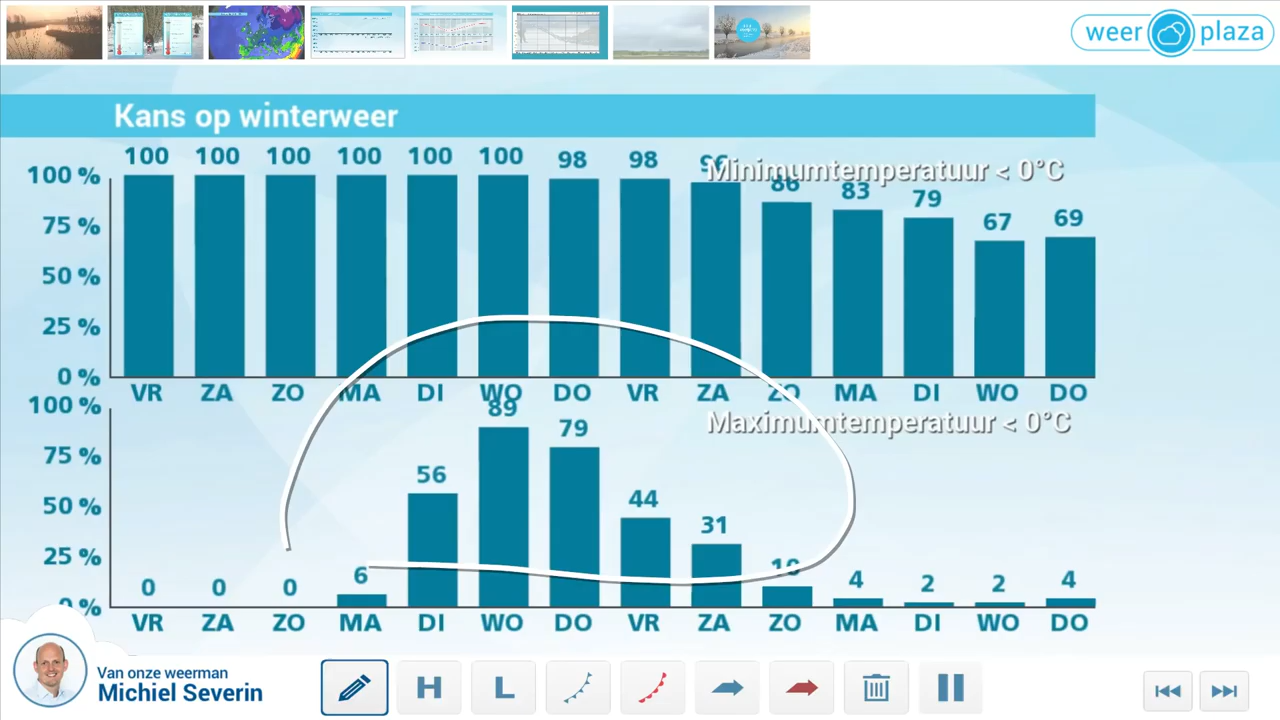 weer plaza
Kans op winterweer
100 100 100 100 100 100 98 98 96 86 83 79 67 69
Minimumtemperatuur < 0°C
100 %
75 %
50 %
25 %
0 %
VR ZA ZO MA DI WO DO VR ZA ZO MA DI WO DO
100 %
Maximumtemperatuur < 0°C
75 %
50 %
25 %
0 %
0 0 0 6 56 89 79 44 31 10 4 2 2 4
VR ZA ZO MA DI WO DO VR ZA ZO MA DI WO DO
Van onze weerman
Michiel Severin
H L